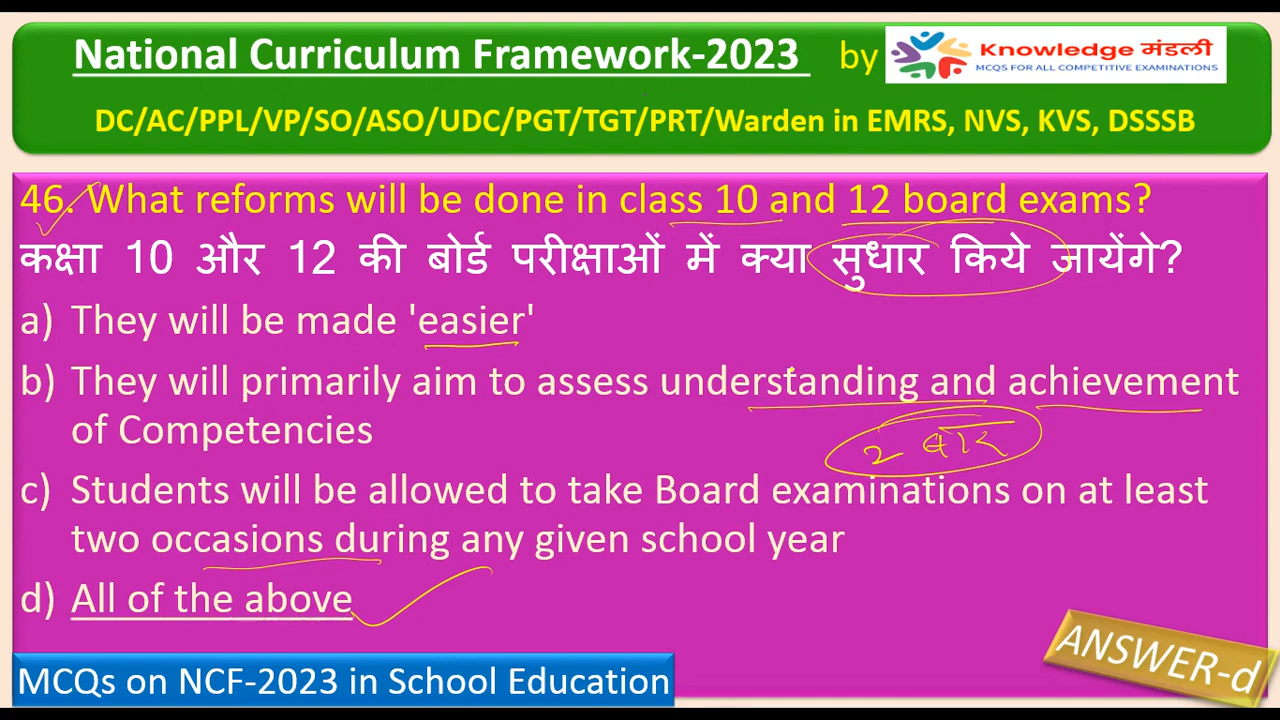 National Curriculum Framework-2023 by Knowledge मंडली
MCQS FOR ALL COMPETITIVE EXAMINATIONS
DC/AC/PPL/VP/SO/ASO/UDC/PGT/TGT/PRT/Warden in EMRS, NVS, KVS, DSSSB
46. What reforms will be done in class 10 and 12 board exams?
कक्षा 10 और 12 की बोर्ड परीक्षाओं में क्या सुधार किये जायेंगे?
a) They will be made 'easier'
b) They will primarily aim to assess understanding and achievement
of Competencies
2 बार
c) Students will be allowed to take Board examinations on at least
two occasions during any given school year
d) All of the above
ANSWER-d
MCQs on NCF-2023 in School Education